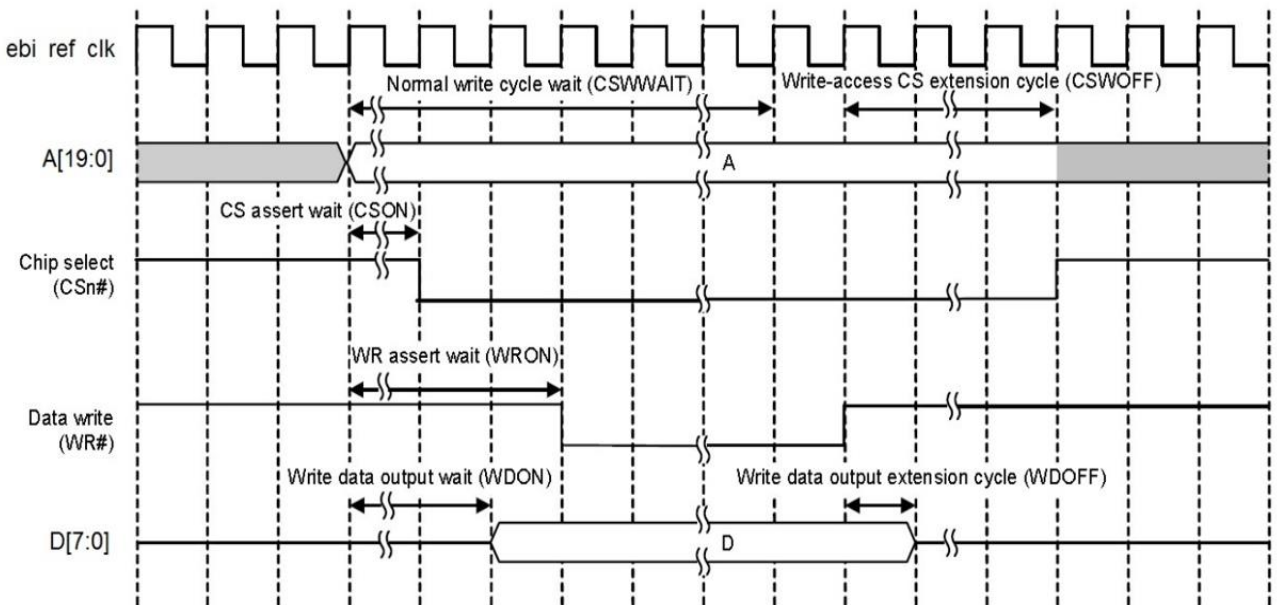 ebi ref clk
Normal write cycle wait (CSWWAIT)
Write-access CS extension cycle (CSWOFF)
A[19:0]
A
CS assert wait (CSON)
Chip select
(CSn#)
WR assert wait (WRON)
Data write
(WR#)
Write data output wait (WDON)
Write data output extension cycle (WDOFF)
D[7:0]
D